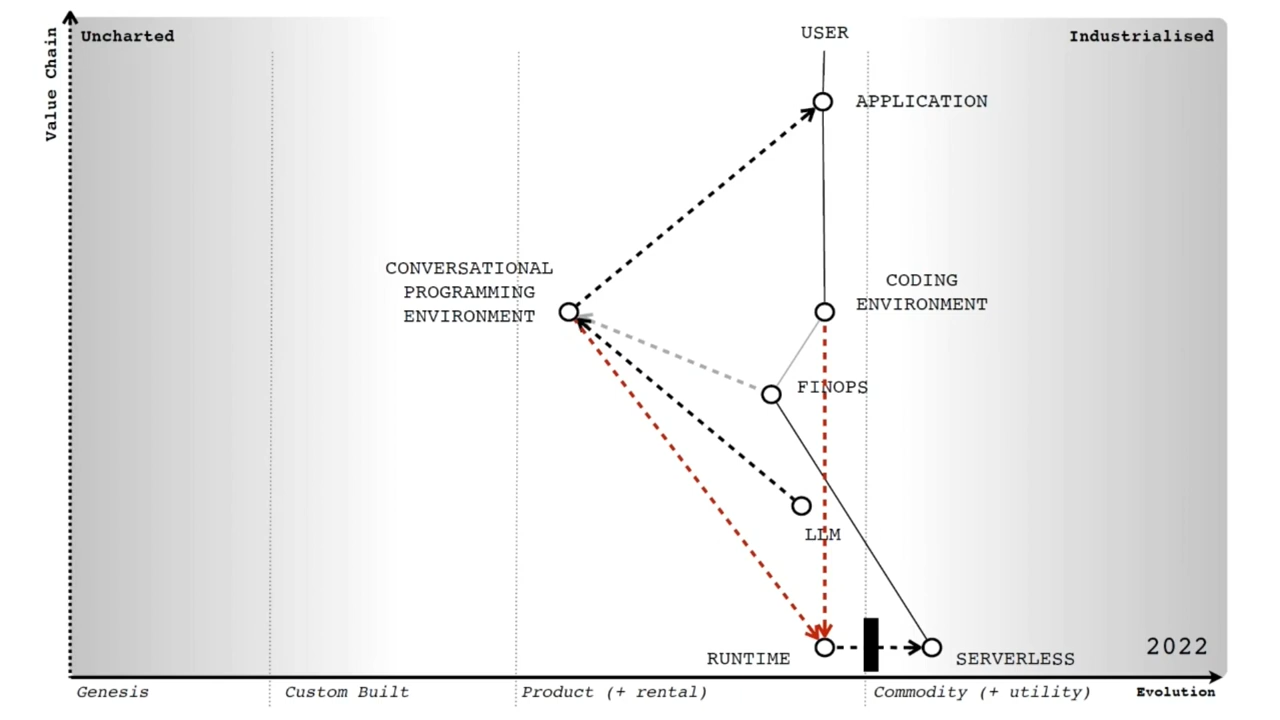 Uncharted
Industrialised
Value Chain
USER
APPLICATION
CONVERSATIONAL
PROGRAMMING
ENVIRONMENT
CODING
ENVIRONMENT
FINOPS
LLM
RUNTIME
SERVERLESS
2022
Genesis
Custom Built
Product (+ rental)
Commodity (+ utility)
Evolution